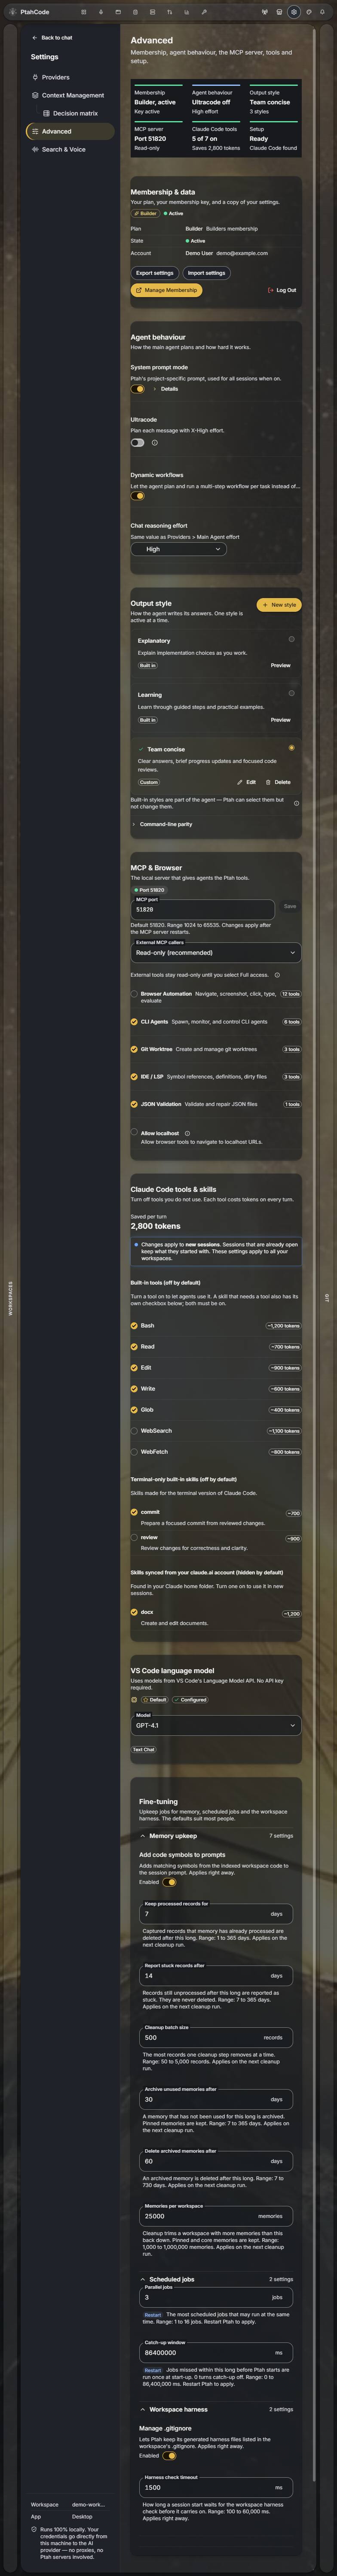 PtahCode
Back to chat
Settings
Providers
Context Management
Decision matrix
Advanced
Search & Voice
WORKSPACES
Workspace demo-work...
App Desktop
Runs 100% locally. Your
credentials go directly from
this machine to the AI
provider — no proxies, no
Ptah servers involved.
Advanced
Membership, agent behaviour, the MCP server, tools and
setup.
Membership
Builder, active
Key active
Agent behaviour
Ultracode off
High effort
Output style
Team concise
3 styles
MCP server
Port 51820
Read-only
Claude Code tools
5 of 7 on
Saves 2,800 tokens
Setup
Ready
Claude Code found
Membership & data
Your plan, your membership key, and a copy of your settings.
Builder Active
Plan Builder Builders membership
State Active
Account Demo User demo@example.com
Export settings Import settings
Manage Membership Log Out
Agent behaviour
How the main agent plans and how hard it works.
System prompt mode
Ptah's project-specific prompt, used for all sessions when on.
Details
Ultracode
Plan each message with X-High effort.
Dynamic workflows
Let the agent plan and run a multi-step workflow per task instead of...
Chat reasoning effort
Same value as Providers > Main Agent effort
High
Output style
New style
How the agent writes its answers. One style is
active at a time.
Explanatory
Explain implementation choices as you work.
Built in Preview
Learning
Learn through guided steps and practical examples.
Built in Preview
Team concise
Clear answers, brief progress updates and focused code
reviews.
Custom Edit Delete
Built-in styles are part of the agent — Ptah can select them but
not change them.
Command-line parity
MCP & Browser
The local server that gives agents the Ptah tools.
Port 51820
MCP port
51820 Save
Default 51820. Range 1024 to 65535. Changes apply after
the MCP server restarts.
External MCP callers
Read-only (recommended)
External tools stay read-only until you select Full access.
Browser Automation Navigate, screenshot, click, type,
evaluate
12 tools
CLI Agents Spawn, monitor, and control CLI agents 6 tools
Git Worktree Create and manage git worktrees 3 tools
IDE / LSP Symbol references, definitions, dirty files 3 tools
JSON Validation Validate and repair JSON files 1 tools
Allow localhost
Allow browser tools to navigate to localhost URLs.
Claude Code tools & skills
Turn off tools you do not use. Each tool costs tokens on every turn.
Saved per turn
2,800 tokens
Changes apply to new sessions. Sessions that are already open
keep what they started with. These settings apply to all your
workspaces.
Built-in tools (off by default)
Turn a tool on to let agents use it. A skill that needs a tool also has its
own checkbox below; both must be on.
Bash ~1,200 tokens
Read ~700 tokens
Edit ~900 tokens
Write ~600 tokens
Glob ~400 tokens
WebSearch ~1,100 tokens
WebFetch ~800 tokens
Terminal-only built-in skills (off by default)
Skills made for the terminal version of Claude Code.
commit ~700
Prepare a focused commit from reviewed changes.
review ~900
Review changes for correctness and clarity.
Skills synced from your claude.ai account (hidden by default)
Found in your Claude home folder. Turn one on to use it in new
sessions.
docx ~1,200
Create and edit documents.
VS Code language model
Uses models from VS Code's Language Model API. No API key
required.
Default Configured
Model
GPT-4.1
Text Chat
Fine-tuning
Upkeep jobs for memory, scheduled jobs and the workspace
harness. The defaults suit most people.
Memory upkeep 7 settings
Add code symbols to prompts
Adds matching symbols from the indexed workspace code to
the session prompt. Applies right away.
Enabled
Keep processed records for
7 days
Captured records that memory has already processed are
deleted after this long. Range: 1 to 365 days. Applies on the
next cleanup run.
Report stuck records after
14 days
Records still unprocessed after this long are reported as
stuck. They are never deleted. Range: 7 to 365 days.
Applies on the next cleanup run.
Cleanup batch size
500 records
The most records one cleanup step removes at a time.
Range: 50 to 5,000 records. Applies on the next cleanup
run.
Archive unused memories after
30 days
A memory that has not been used for this long is archived.
Pinned memories are kept. Range: 7 to 365 days. Applies on
the next cleanup run.
Delete archived memories after
60 days
An archived memory is deleted after this long. Range: 7 to
730 days. Applies on the next cleanup run.
Memories per workspace
25000 memories
Cleanup trims a workspace with more memories than this
back down. Pinned and core memories are kept. Range:
1,000 to 1,000,000 memories. Applies on the next cleanup
run.
Scheduled jobs 2 settings
Parallel jobs
3 jobs
Restart The most scheduled jobs that may run at the same
time. Range: 1 to 16 jobs. Restart Ptah to apply.
Catch-up window
86400000 ms
Restart Jobs missed within this long before Ptah starts are
run once at start-up. 0 turns catch-up off. Range: 0 to
86,400,000 ms. Restart Ptah to apply.
Workspace harness 2 settings
Manage .gitignore
Lets Ptah keep its generated harness files listed in the
workspace's .gitignore. Applies right away.
Enabled
Harness check timeout
1500 ms
How long a session start waits for the workspace harness
check before it carries on. Range: 100 to 60,000 ms.
Applies right away.
GIT